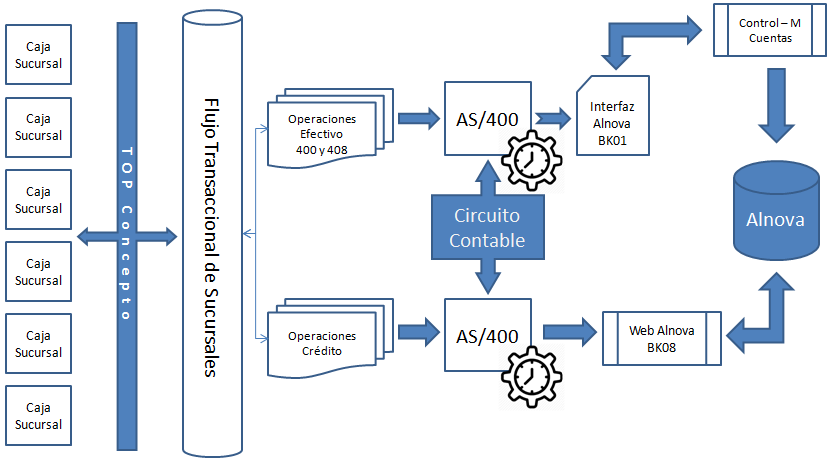 Caja
Sucursal
Caja
Sucursal
Caja
Sucursal
Caja
Sucursal
Caja
Sucursal
Caja
Sucursal
TOP Concepto
Flujo Transaccional de Sucursales
Operaciones
Efectivo
400 y 408
AS/400
Interfaz
Alnova
BK01
Control – M
Cuentas
Circuito
Contable
Alnova
Operaciones
Crédito
AS/400
Web Alnova
BK08